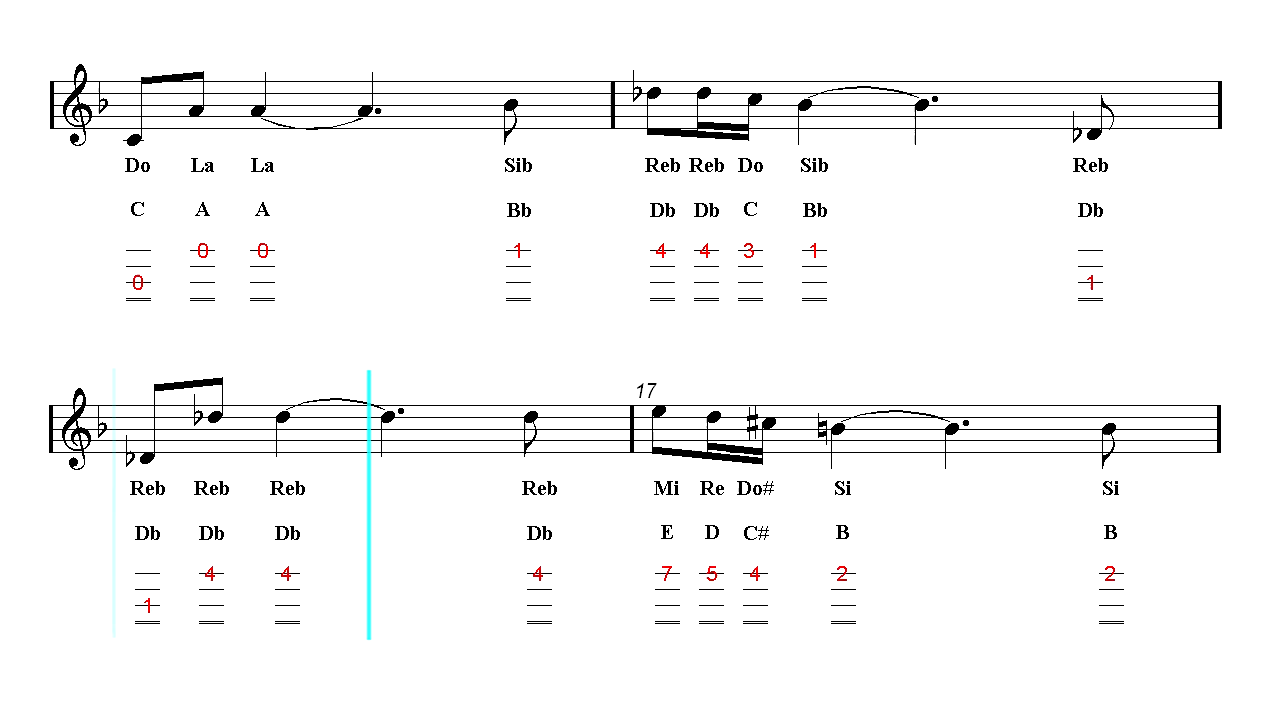 Do La La Sib Reb Reb Do Sib Reb
C A A Bb Db Db C Bb Db
0 0 1 4 4 3 1
0 1
17
Reb Reb Reb Reb Mi Re Do# Si Si
Db Db Db Db E D C# B B
4 4 4 7 5 4 2 2
1